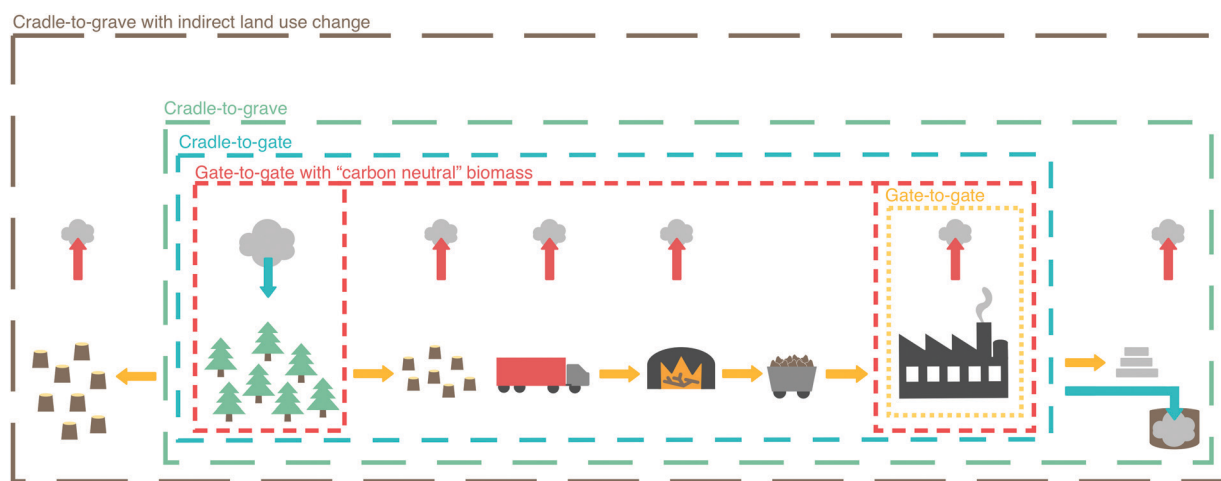 Cradle-to-grave with indirect land use change
Cradle-to-grave
Cradle-to-gate
Gate-to-gate with “carbon neutral” biomass
Gate-to-gate